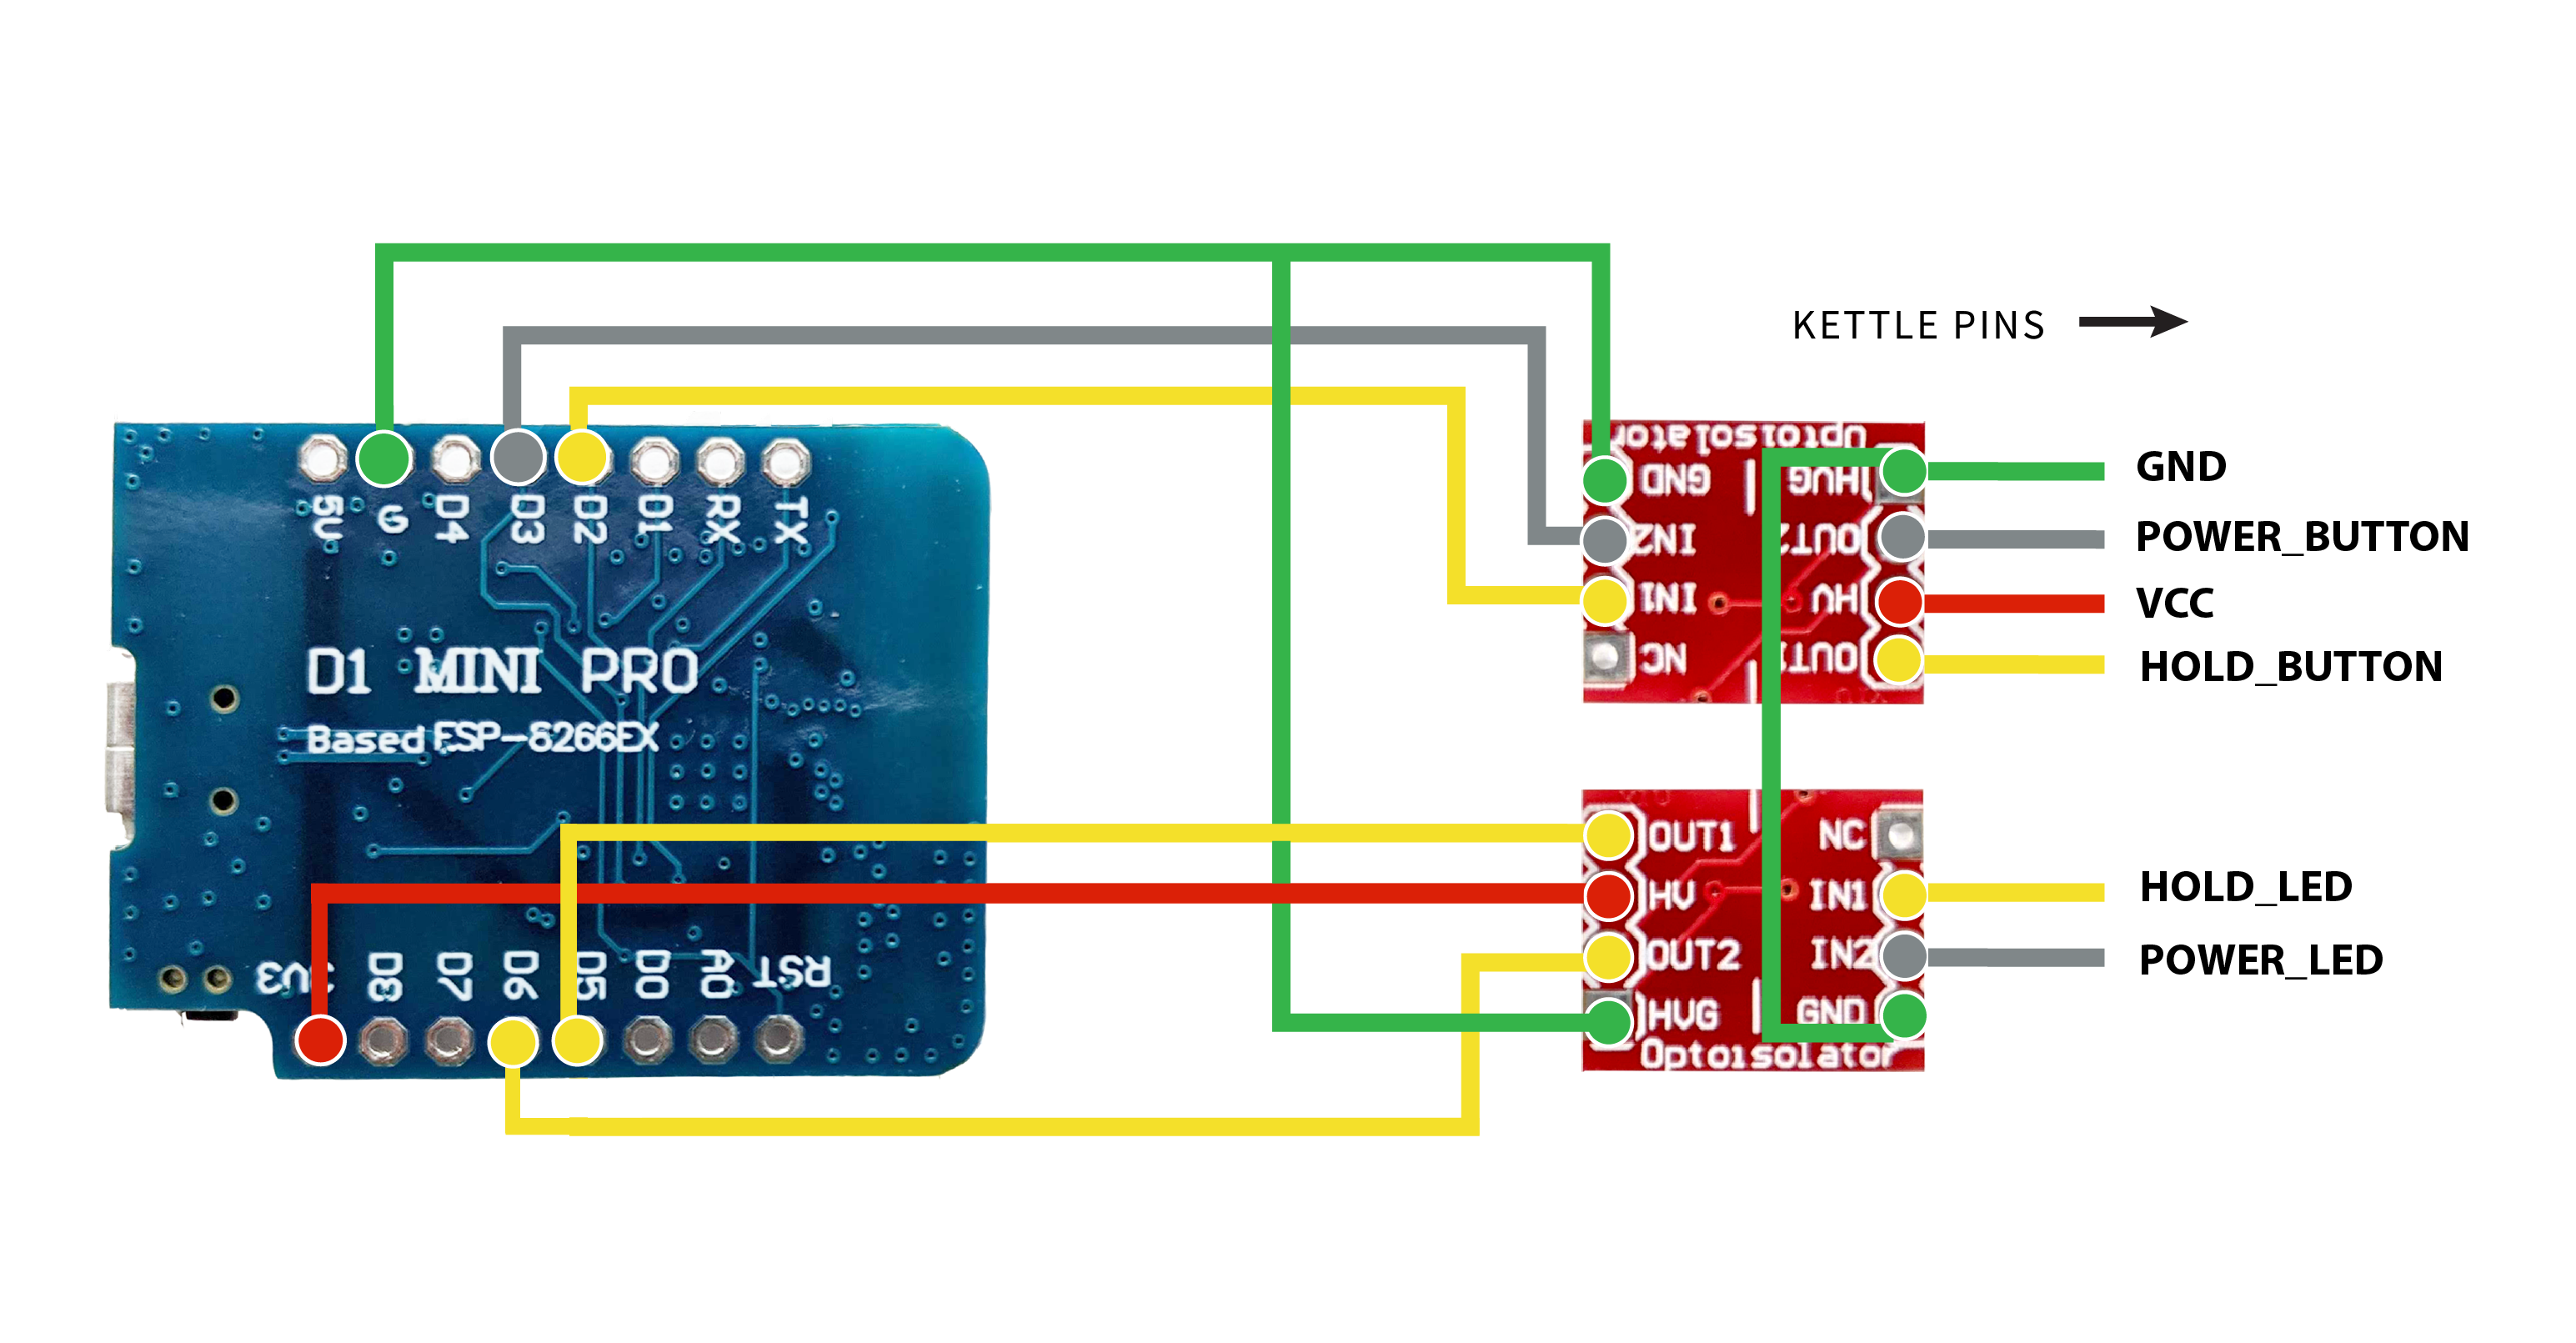 KETTLE PINS
5V
G
D4
D3
D2
D1
RX
TX
D1 MINI PRO
Based ESP-8266EX
3V3
D8
D7
D6
D5
D0
A0
RST
Optoisolator
GND
IN2
IN1
NC
HVG
OUT2
HV
OUT1
GND
POWER_BUTTON
VCC
HOLD_BUTTON
OUT1
HV
OUT2
HVG
NC
IN1
IN2
GND
Optoisolator
HOLD_LED
POWER_LED